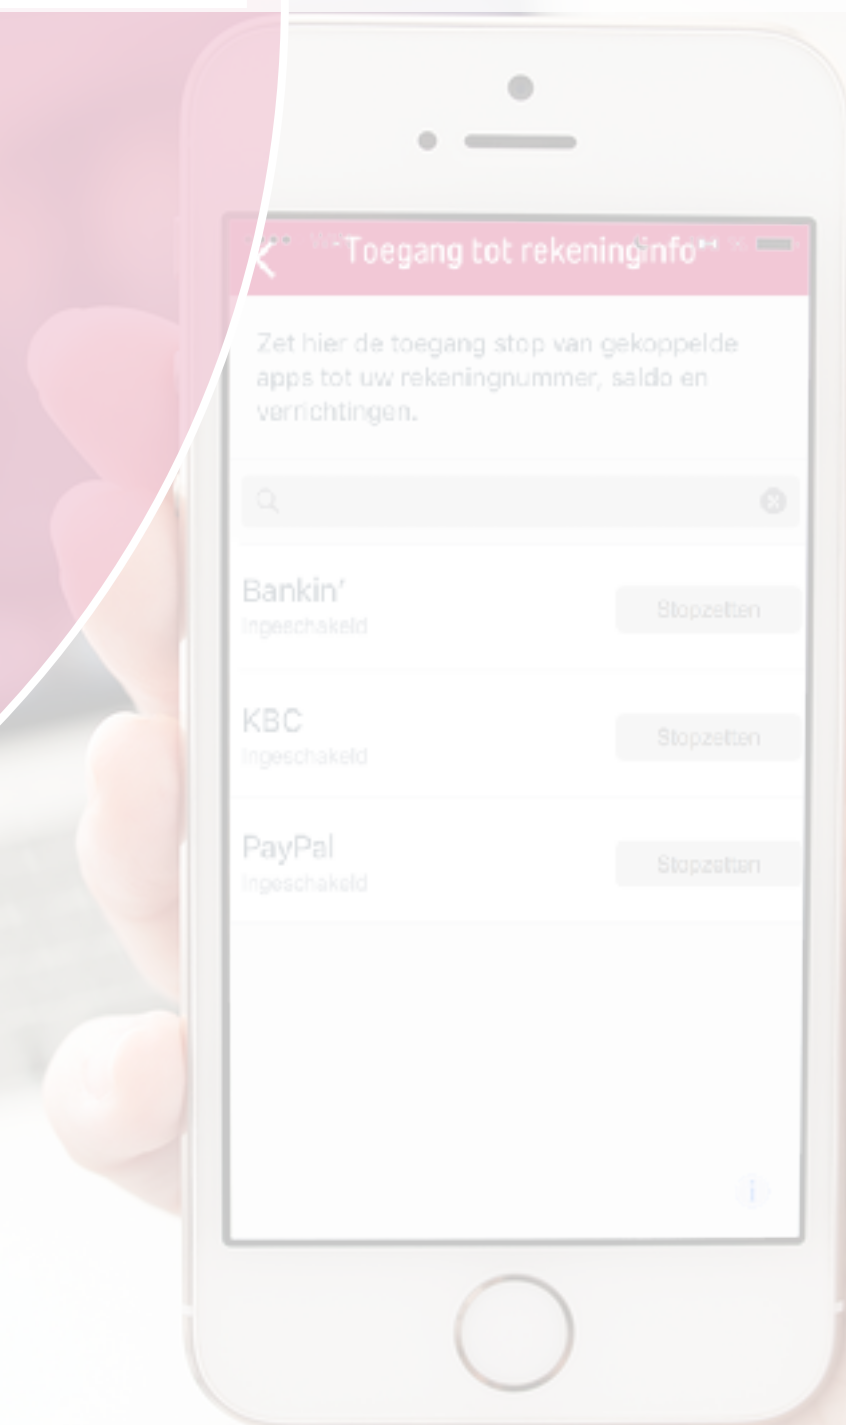 Toegang tot rekeninginfo
Zet hier de toegang stop van gekoppelde
apps tot uw rekeningnummer, saldo en
verrichtingen.
Bankin'
Ingeschakeld
Stopzetten
KBC
Ingeschakeld
Stopzetten
PayPal
Ingeschakeld
Stopzetten
i